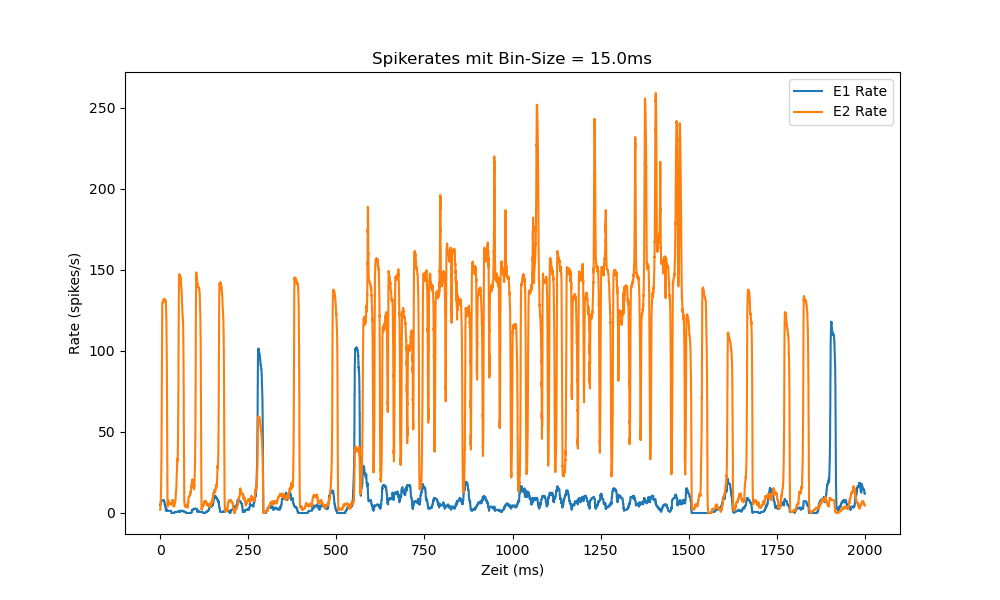 Spikerates mit Bin-Size = 15.0ms
E1 Rate
E2 Rate
Rate (spikes/s)
250
200
150
100
50
0
0 250 500 750 1000 1250 1500 1750 2000
Zeit (ms)